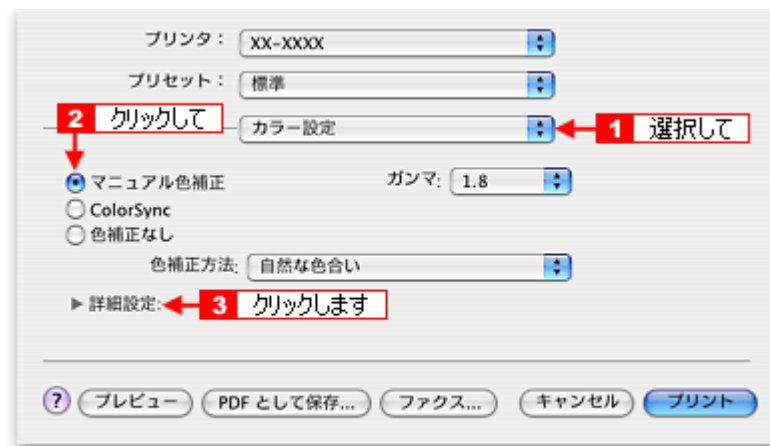 プリンタ： XX-XXXX
プリセット： 標準
2 クリックして
カラー設定
1 選択して
マニュアル色補正
ガンマ: 1.8
ColorSync
色補正なし
色補正方法: 自然な色合い
詳細設定:
3 クリックします
? プレビュー PDF として保存... ファクス... キャンセル プリント